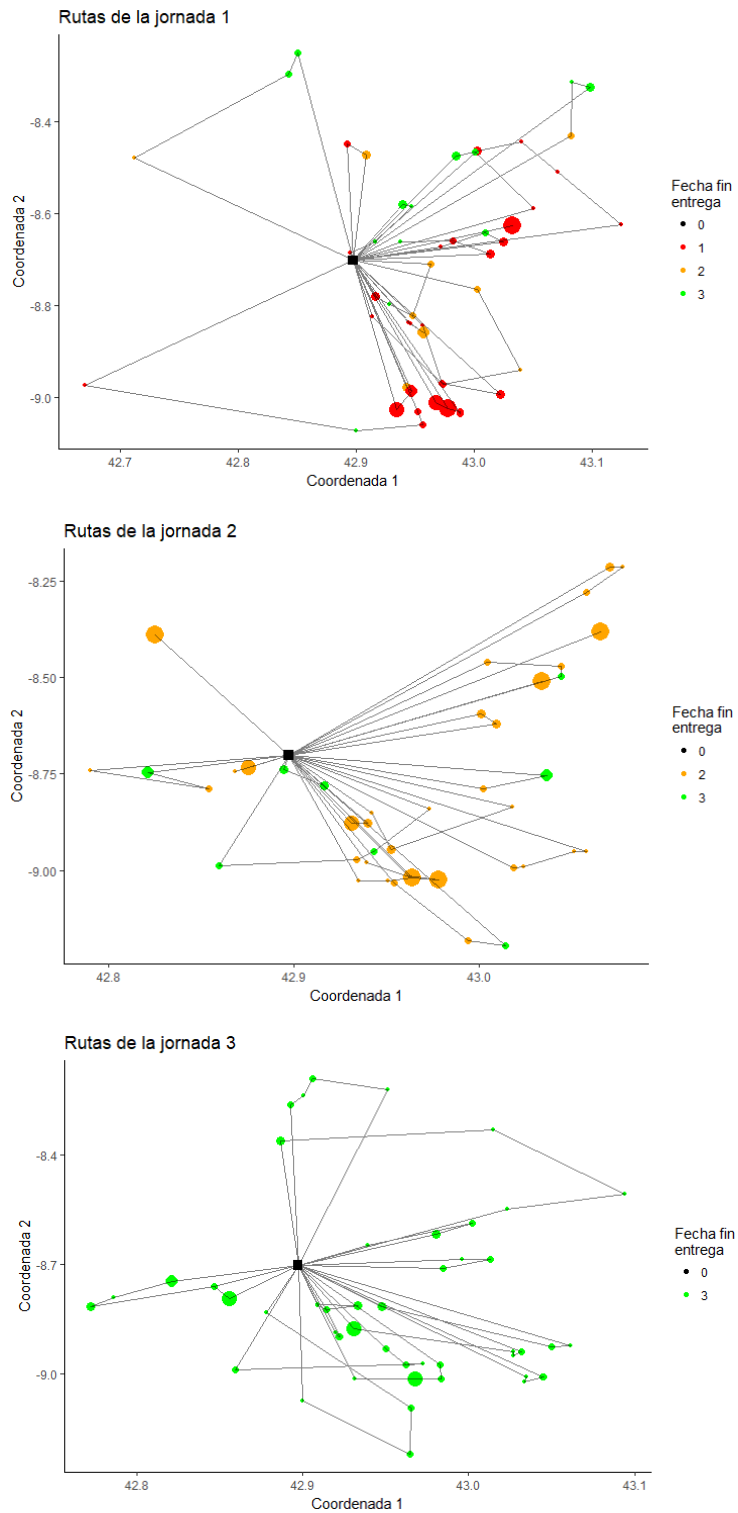 Rutas de la jornada 1
-8.4
-8.6
-8.8
-9.0
Coordenada 2
42.7 42.8 42.9 43.0 43.1
Coordenada 1
Fecha fin
entrega
0
1
2
3
Rutas de la jornada 2
-8.25
-8.50
-8.75
-9.00
Coordenada 2
42.8 42.9 43.0
Coordenada 1
Fecha fin
entrega
0
2
3
Rutas de la jornada 3
-8.4
-8.7
-9.0
Coordenada 2
42.8 42.9 43.0 43.1
Coordenada 1
Fecha fin
entrega
0
3